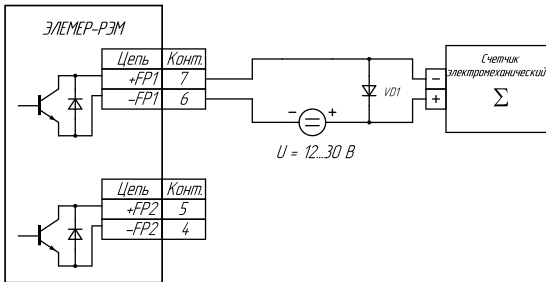 ЭЛЕМЕР-РЭМ
Цепь Конт.
+FP1 7
-FP1 6
Счетчик
электромеханический
Σ
VD1
− +
U = 12...30 В
Цепь Конт.
+FP2 5
-FP2 4